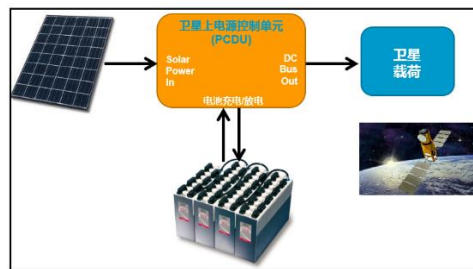 卫星上电源控制单元
(PCDU)
Solar
Power
In
DC
Bus
Out
电池充电/放电
卫星
载荷